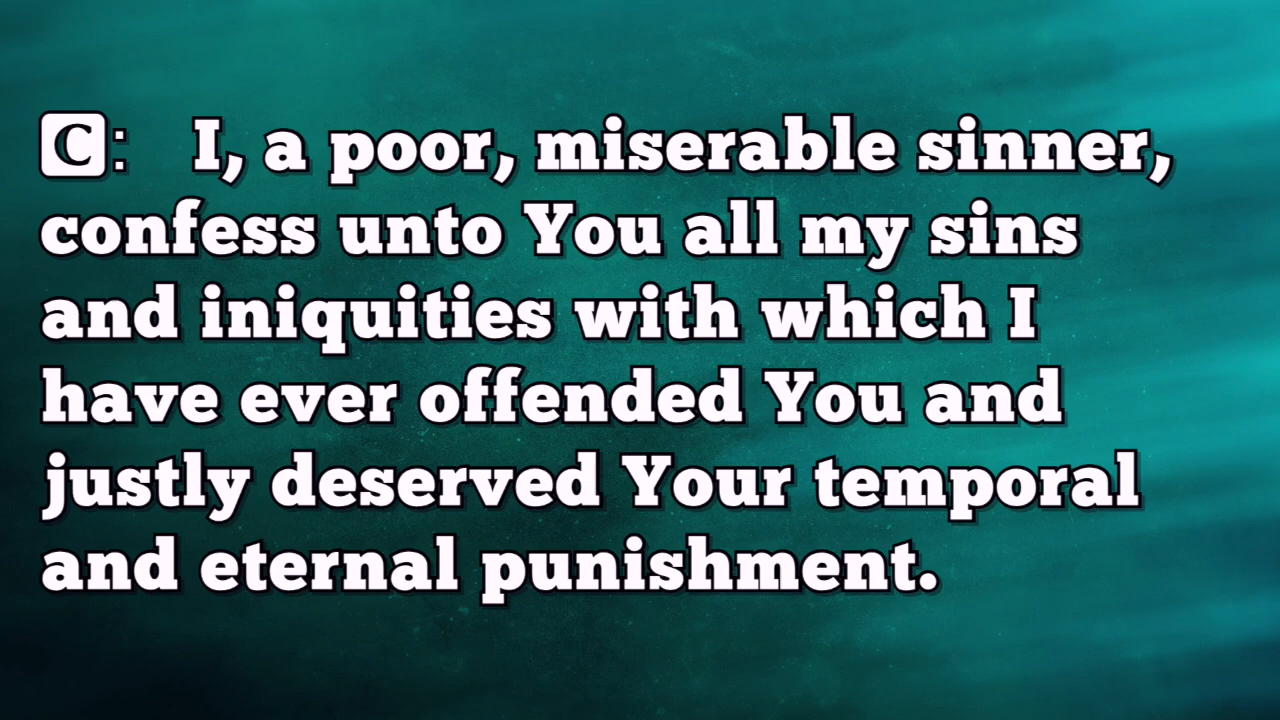 C: I, a poor, miserable sinner,
confess unto You all my sins
and iniquities with which I
have ever offended You and
justly deserved Your temporal
and eternal punishment.